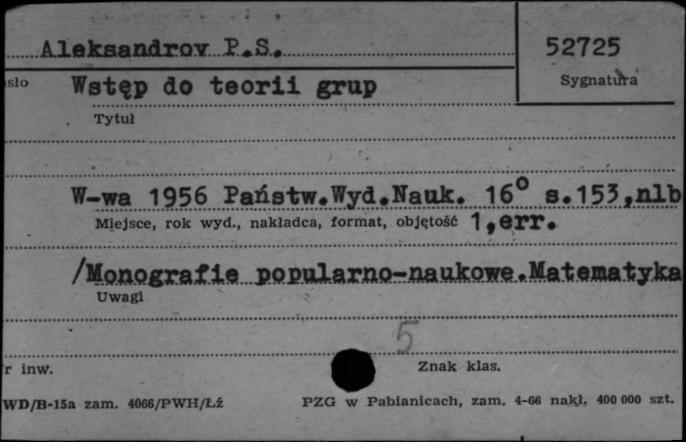 Aleksandrov P.S. 52725
sło Wstęp do teorii grup Sygnatura
Tytuł
W-wa 1956 Państw.Wyd.Nauk. 16° s.153,nlb
Miejsce, rok wyd., nakładca, format, objętość 1,err.
/Monografie popularno-naukowe.Matematyka
Uwagi
5
r inw. Znak klas.
WD/B-15a zam. 4066/PWH/Łź PZG w Pabianicach, zam. 4-66 nakł. 400 000 szt.